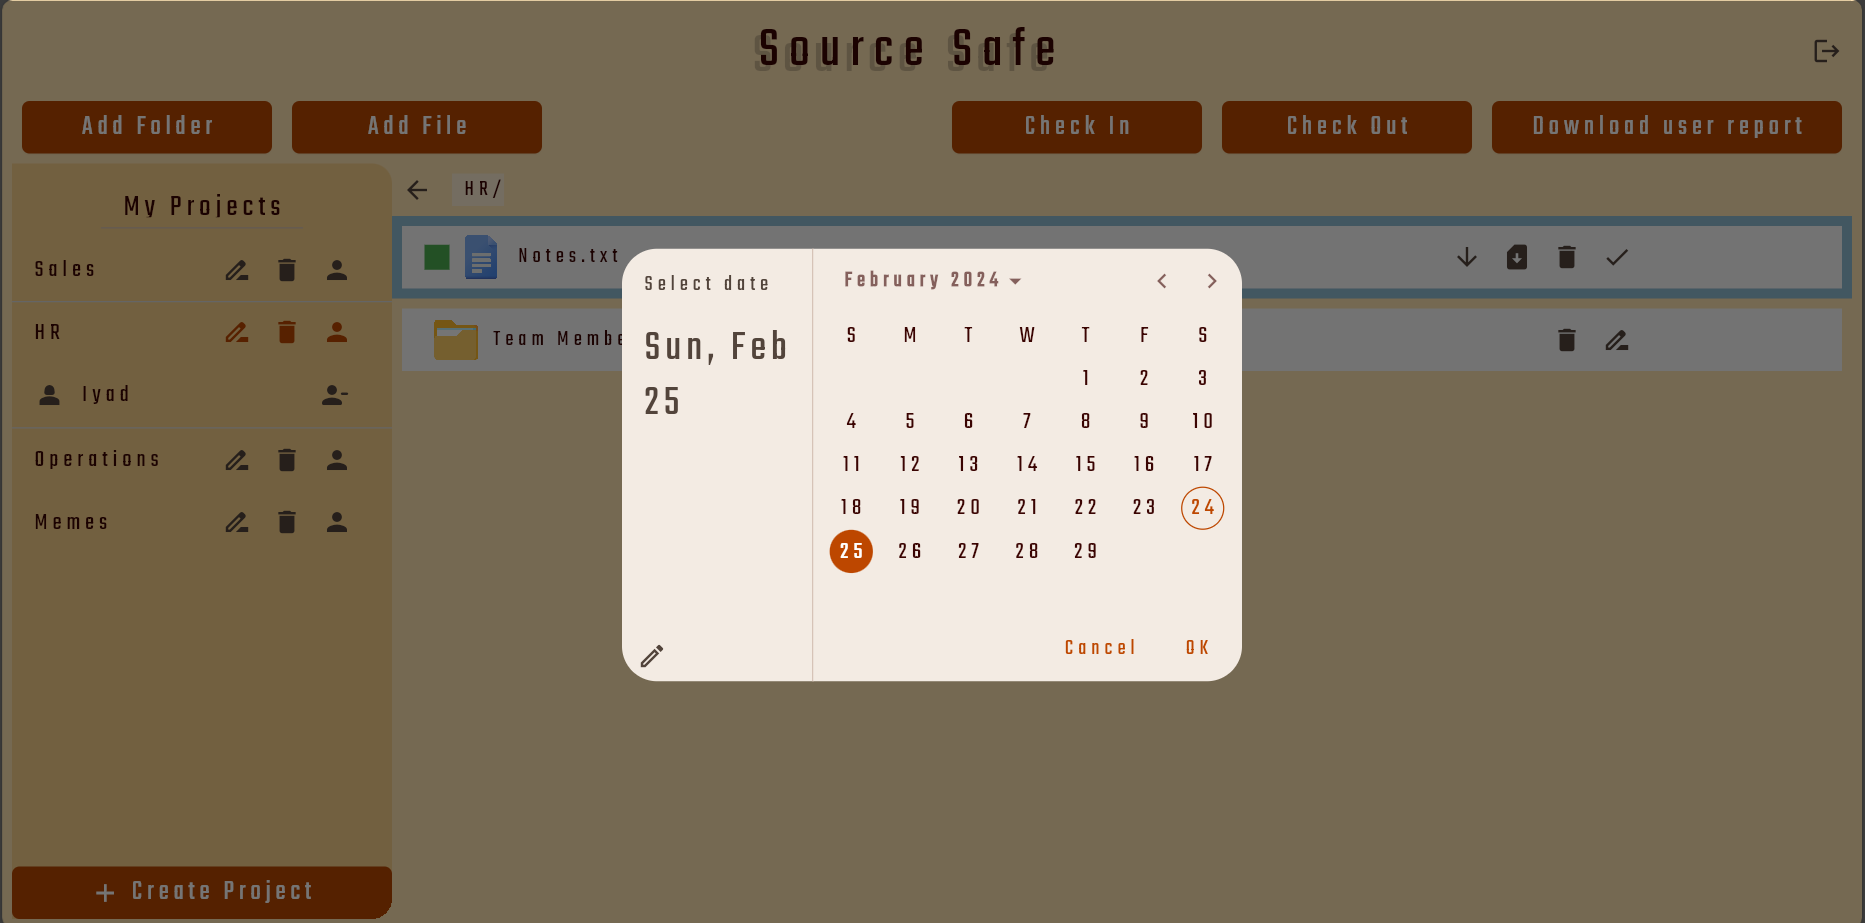 Source Safe
Add Folder
Add File
Check In
Check Out
Download user report
My Projects
Sales
HR
Iyad
Operations
Memes
Create Project
HR/
Notes.txt
Team Membe
Select date
Sun, Feb
25
February 2024
S M T W T F S
1 2 3
4 5 6 7 8 9 10
11 12 13 14 15 16 17
18 19 20 21 22 23 24
25 26 27 28 29
Cancel
OK